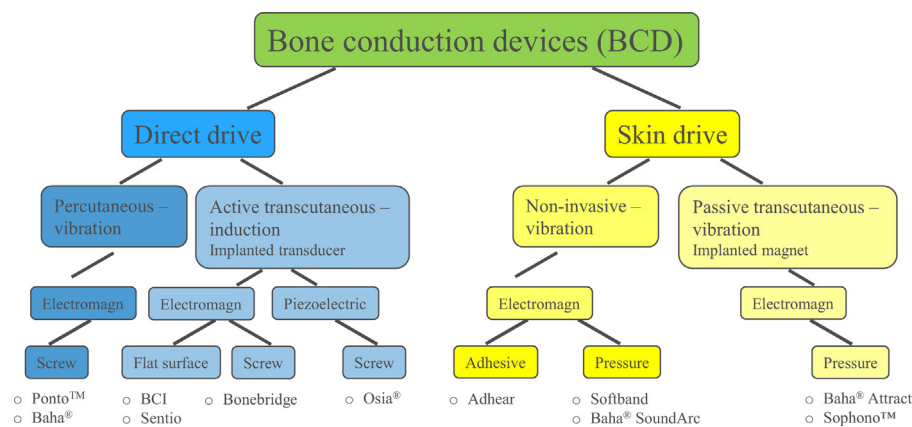 Bone conduction devices (BCD)
Direct drive
Skin drive
Percutaneous –
vibration
Active transcutaneous –
induction
Implanted transducer
Non-invasive –
vibration
Passive transcutaneous –
vibration
Implanted magnet
Electromagn
Electromagn
Piezoelectric
Electromagn
Electromagn
Screw
Flat surface
Screw
Screw
Adhesive
Pressure
Pressure
○ Ponto™
○ Baha®
○ BCI
○ Sentio
○ Bonebridge
○ Osia®
○ Adhear
○ Softband
○ Baha® SoundArc
○ Baha® Attract
○ Sophono™